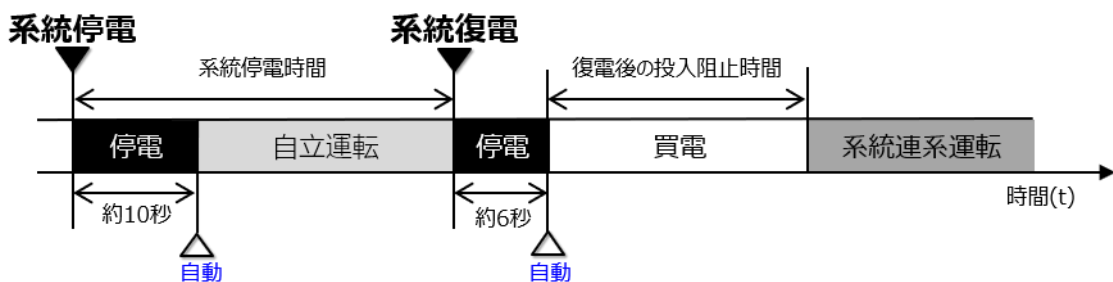 系統停電
系統復電
系統停電時間
復電後の投入阻止時間
停電
自立運転
停電
買電
系統連系運転
約10秒
約6秒
時間(t)
自動
自動